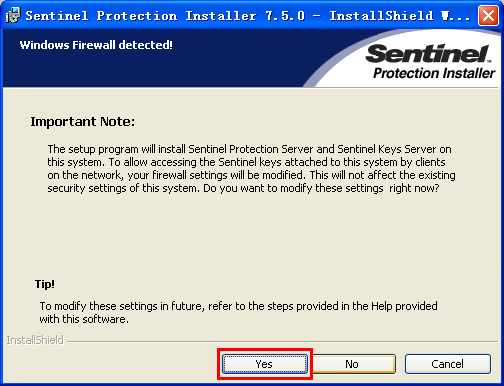 Sentinel Protection Installer 7.5.0 - InstallShield W...
Windows Firewall detected!
Sentinel
Protection Installer
Important Note:
The setup program will install Sentinel Protection Server and Sentinel Keys Server on
this system. To allow accessing the Sentinel keys attached to this system by clients
on the network, your firewall settings will be modified. This will not affect the existing
security settings of this system. Do you want to modify these settings right now?
Tip!
To modify these settings in future, refer to the steps provided in the Help provided
with this software.
InstallShield
Yes No Cancel